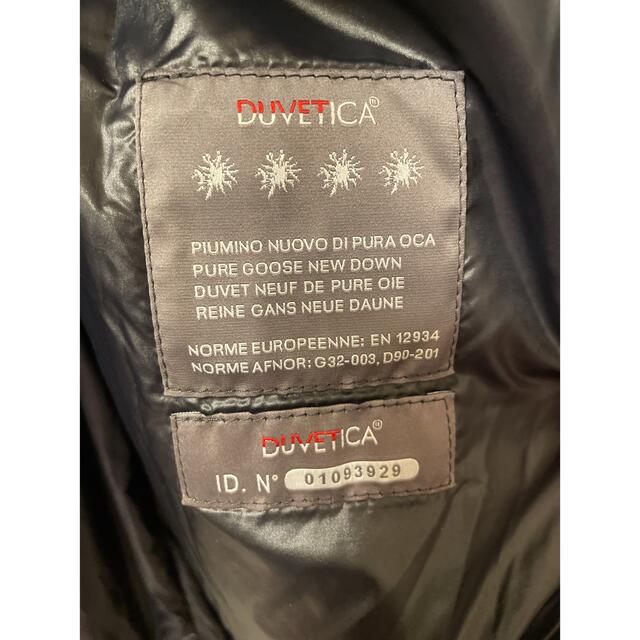 DUVETICA®
PIUMINO NUOVO DI PURA OCA
PURE GOOSE NEW DOWN
DUVET NEUF DE PURE OIE
REINE GANS NEUE DAUNE
NORME EUROPEENNE: EN 12934
NORME AFNOR: G32-003, D90-201
DUVETICA®
ID. N° 01093929